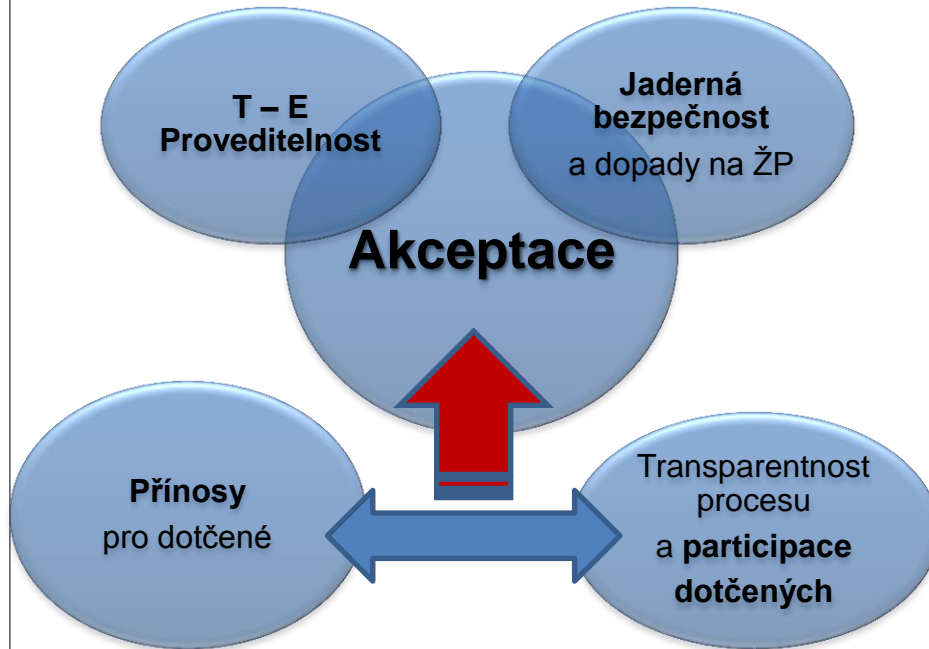 T – E
Proveditelnost
Jaderná
bezpečnost
a dopady na ŽP
Akceptace
Přínosy
pro dotčené
Transparentnost
procesu
a participace
dotčených